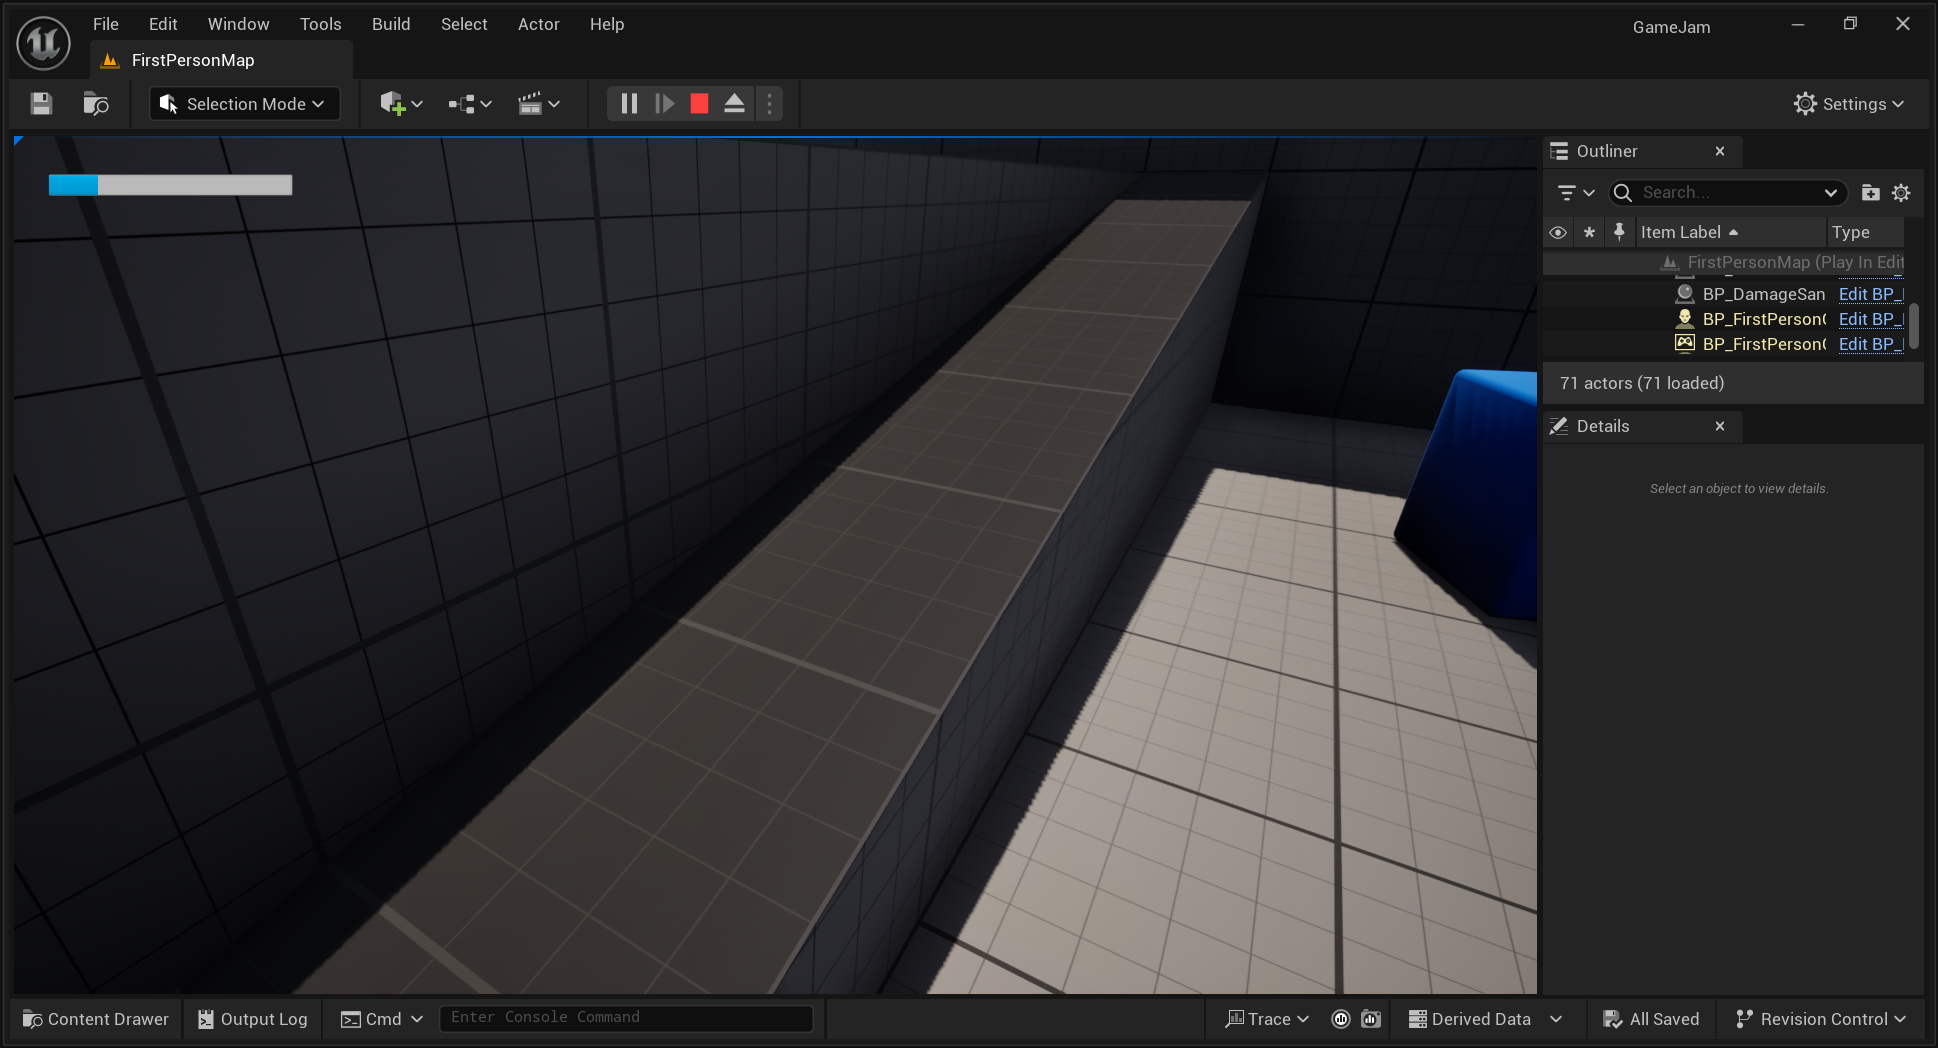 File Edit Window Tools Build Select Actor Help
GameJam
FirstPersonMap
Selection Mode
Settings
Outliner
Search...
Item Label Type
FirstPersonMap (Play In Edit
BP_DamageSan Edit BP_
BP_FirstPerson Edit BP_
BP_FirstPerson Edit BP_
71 actors (71 loaded)
Details
Select an object to view details.
Content Drawer Output Log Cmd Enter Console Command Trace Derived Data All Saved Revision Control